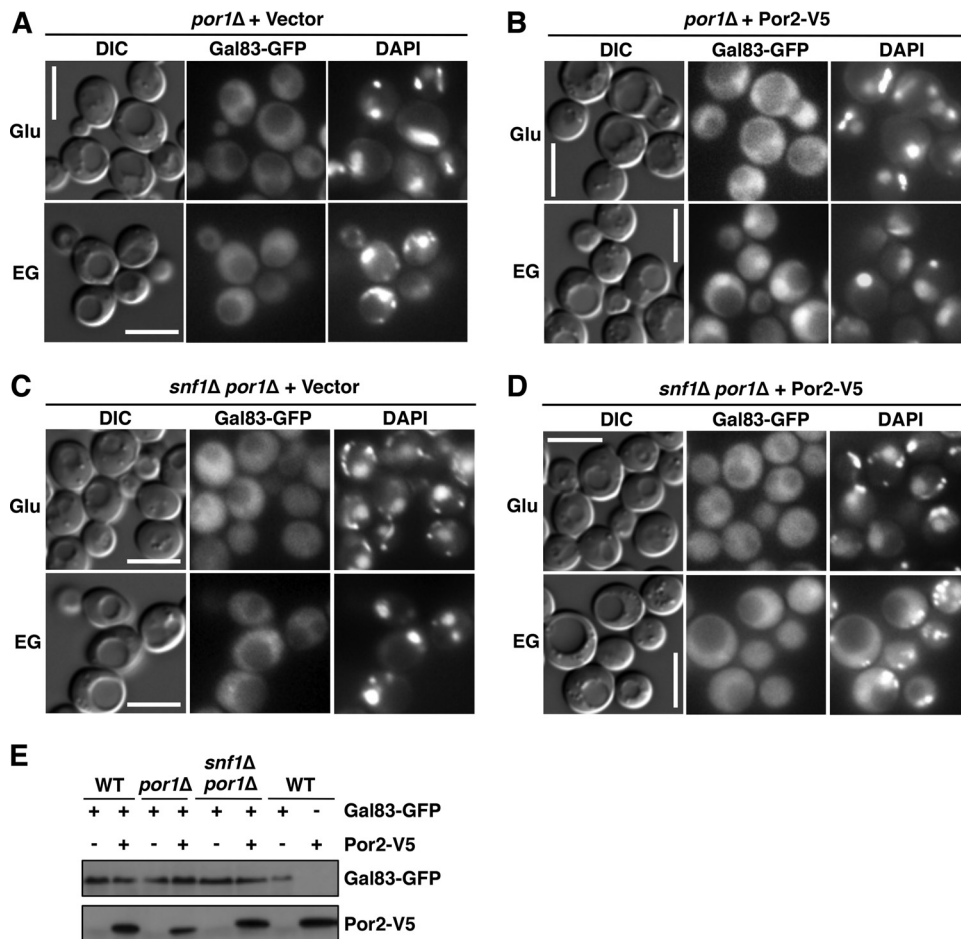 A
por1Δ + Vector
DIC Gal83-GFP DAPI
Glu
EG
B
por1Δ + Por2-V5
DIC Gal83-GFP DAPI
Glu
EG
C
snf1Δ por1Δ + Vector
DIC Gal83-GFP DAPI
Glu
EG
D
snf1Δ por1Δ + Por2-V5
DIC Gal83-GFP DAPI
Glu
EG
E
snf1Δ
WT por1Δ por1Δ WT
+ + + + + + + - Gal83-GFP
- + - + - + - + Por2-V5
Gal83-GFP
Por2-V5